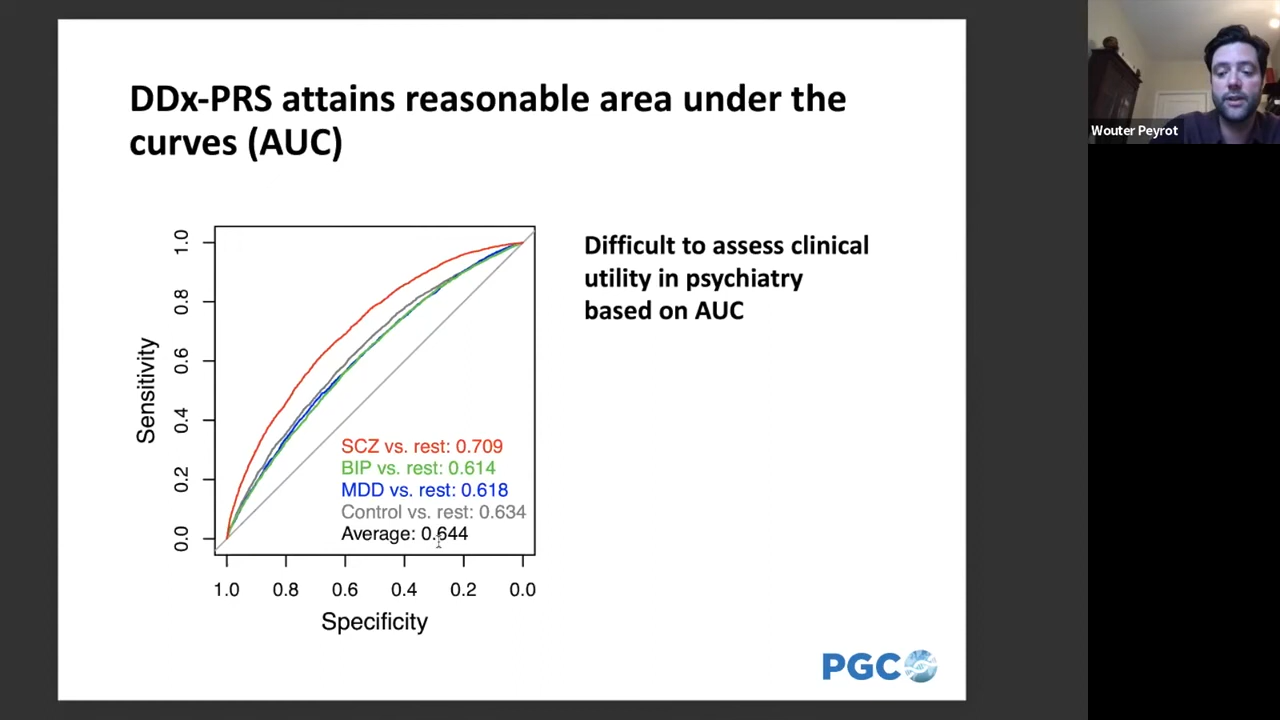 DDx-PRS attains reasonable area under the
curves (AUC)
Wouter Peyrot
Difficult to assess clinical
utility in psychiatry
based on AUC
Sensitivity
1.0
0.8
0.6
0.4
0.2
0.0
SCZ vs. rest: 0.709
BIP vs. rest: 0.614
MDD vs. rest: 0.618
Control vs. rest: 0.634
Average: 0.644
1.0 0.8 0.6 0.4 0.2 0.0
Specificity
PGC